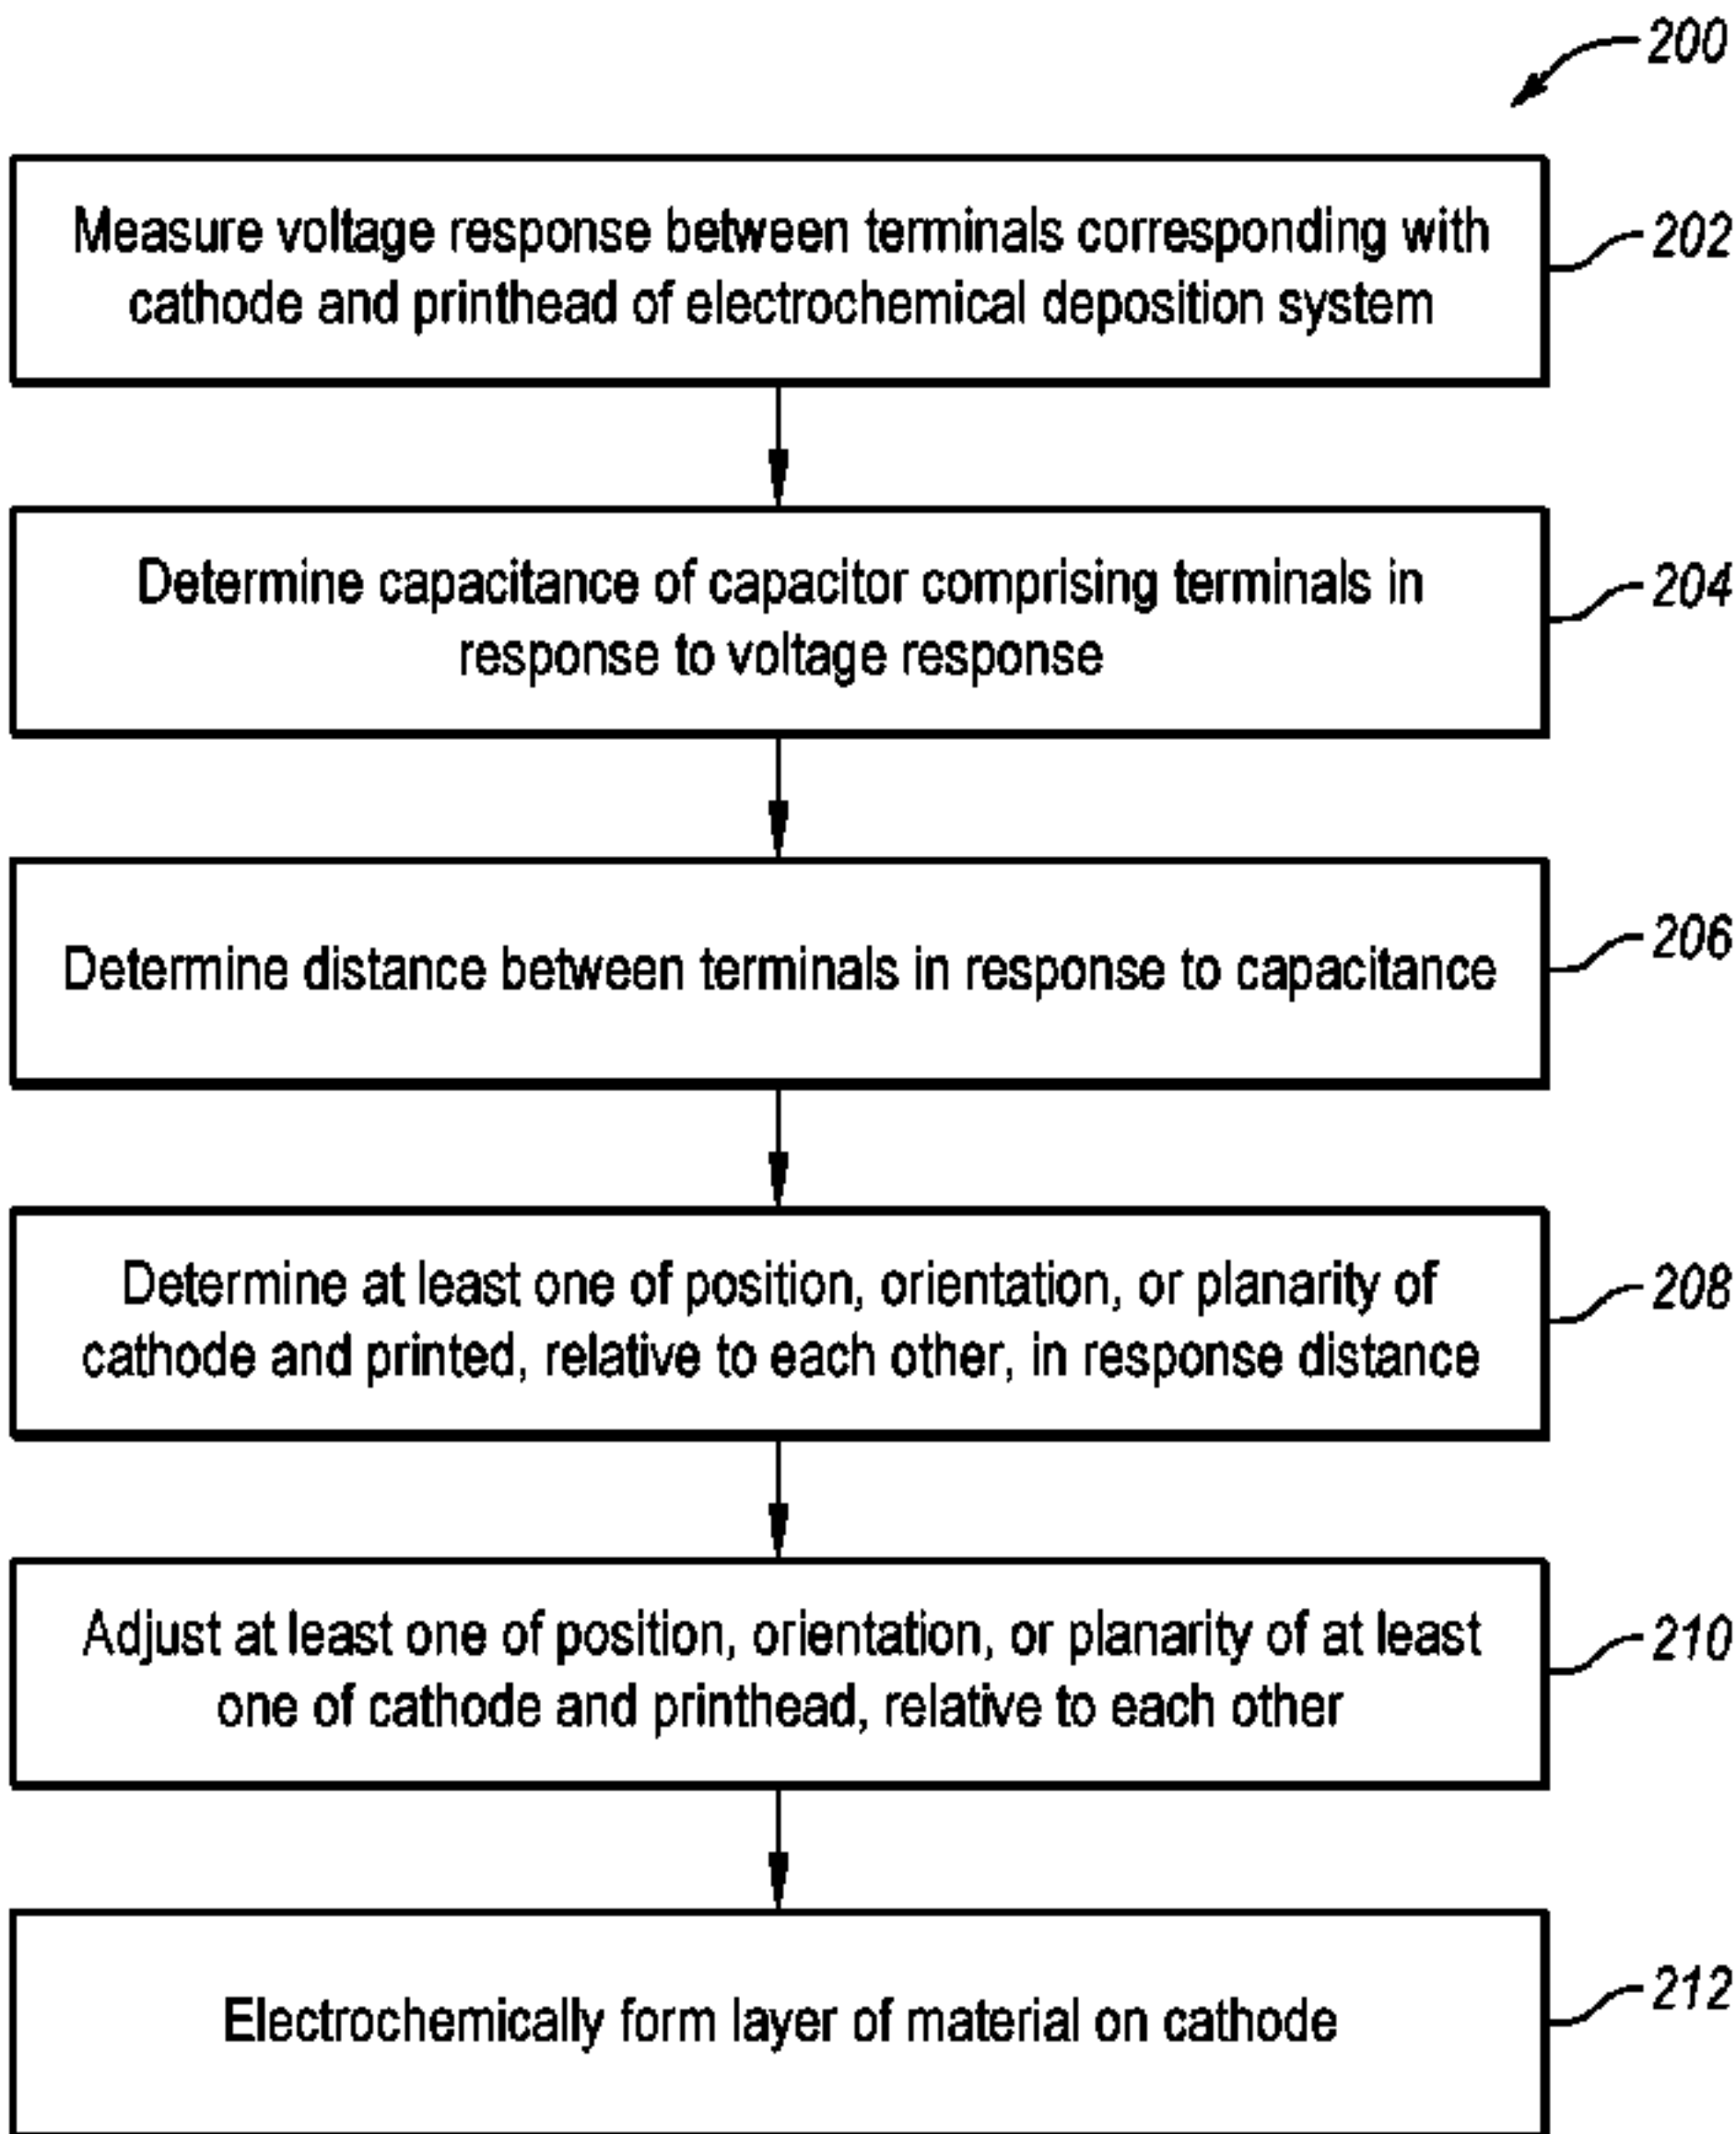 200
Measure voltage response between terminals corresponding with
cathode and printhead of electrochemical deposition system
202
Determine capacitance of capacitor comprising terminals in
response to voltage response
204
Determine distance between terminals in response to capacitance
206
Determine at least one of position, orientation, or planarity of
cathode and printed, relative to each other, in response distance
208
Adjust at least one of position, orientation, or planarity of at least
one of cathode and printhead, relative to each other
210
Electrochemically form layer of material on cathode
212